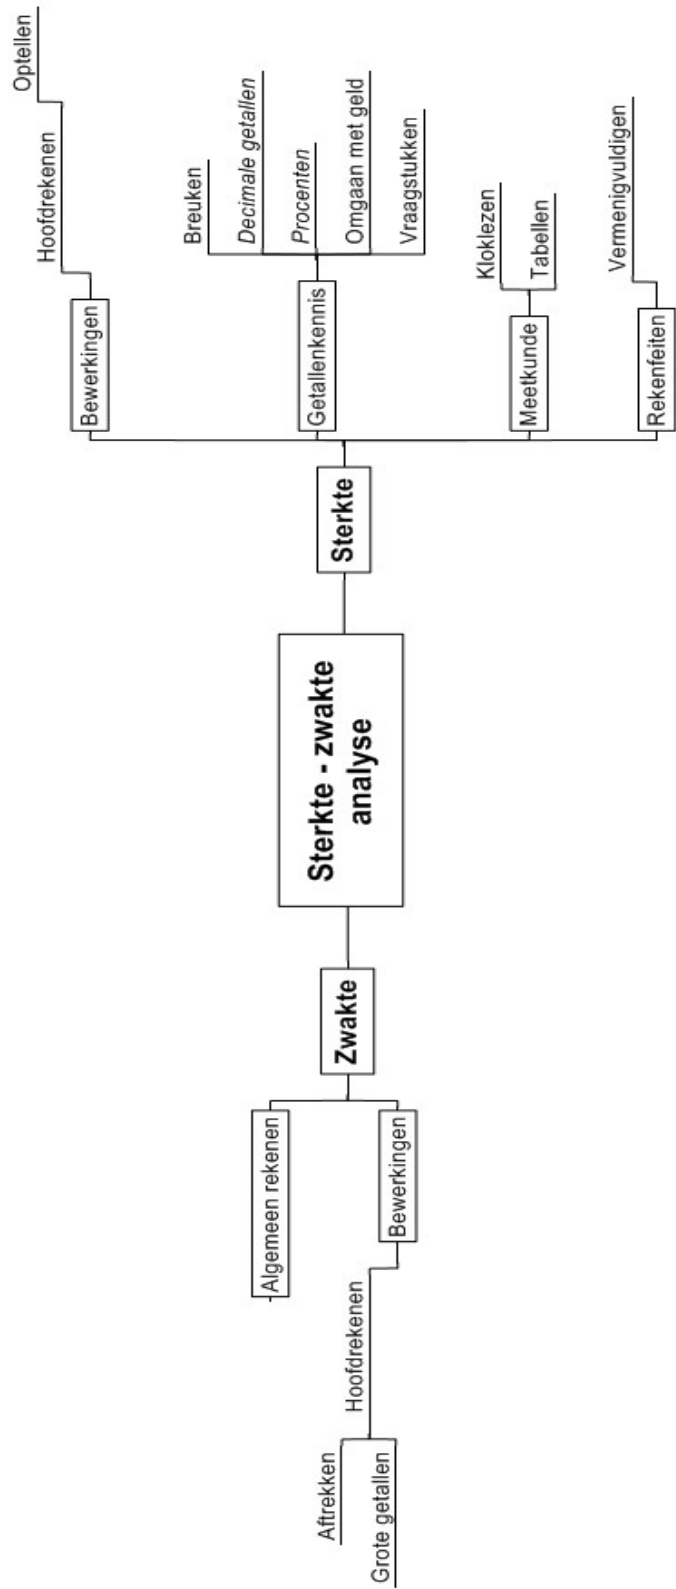 Sterkte - zwakte
analyse
Zwakte
Algemeen rekenen
Bewerkingen
Hoofdrekenen
Aftrekken
Grote getallen
Sterkte
Bewerkingen
Hoofdrekenen
Optellen
Getallenkennis
Breuken
Decimale getallen
Procenten
Omgaan met geld
Vraagstukken
Meetkunde
Kloklezen
Tabellen
Rekenfeiten
Vermenigvuldigen